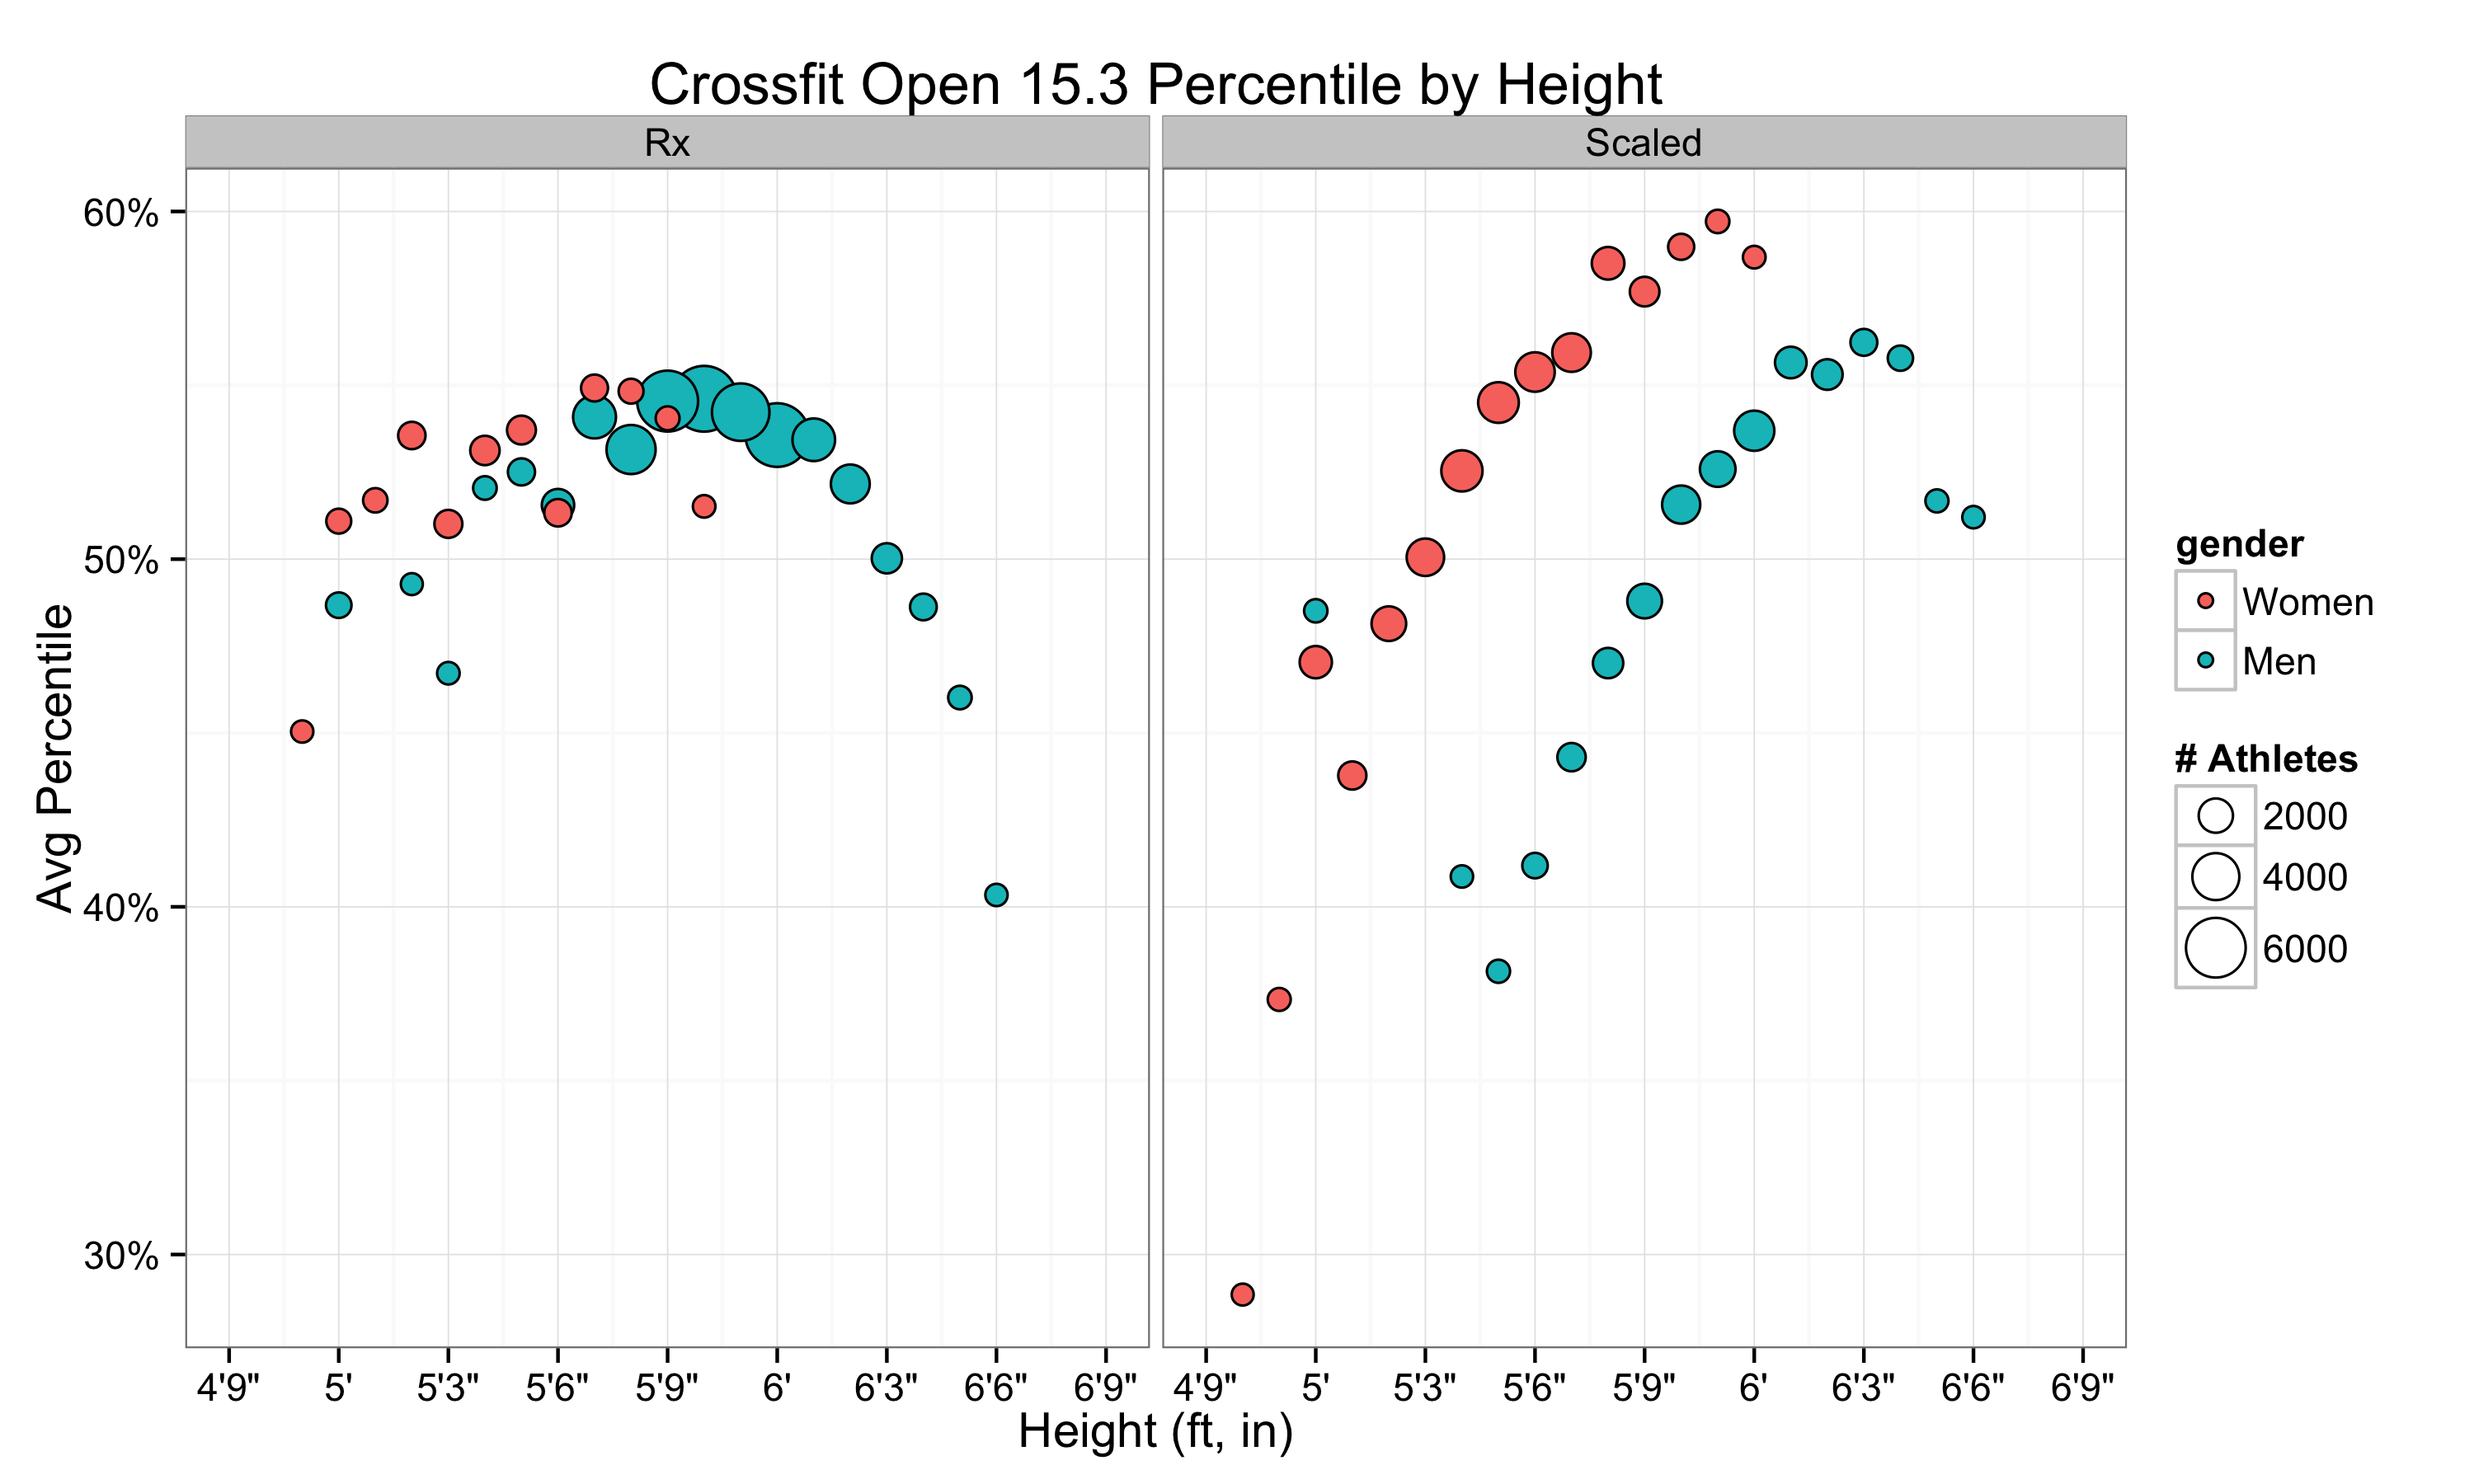 Crossfit Open 15.3 Percentile by Height
Rx
Scaled
60%
50%
40%
30%
Avg Percentile
4'9" 5' 5'3" 5'6" 5'9" 6' 6'3" 6'6" 6'9"
4'9" 5' 5'3" 5'6" 5'9" 6' 6'3" 6'6" 6'9"
Height (ft, in)
gender
Women
Men
# Athletes
2000
4000
6000